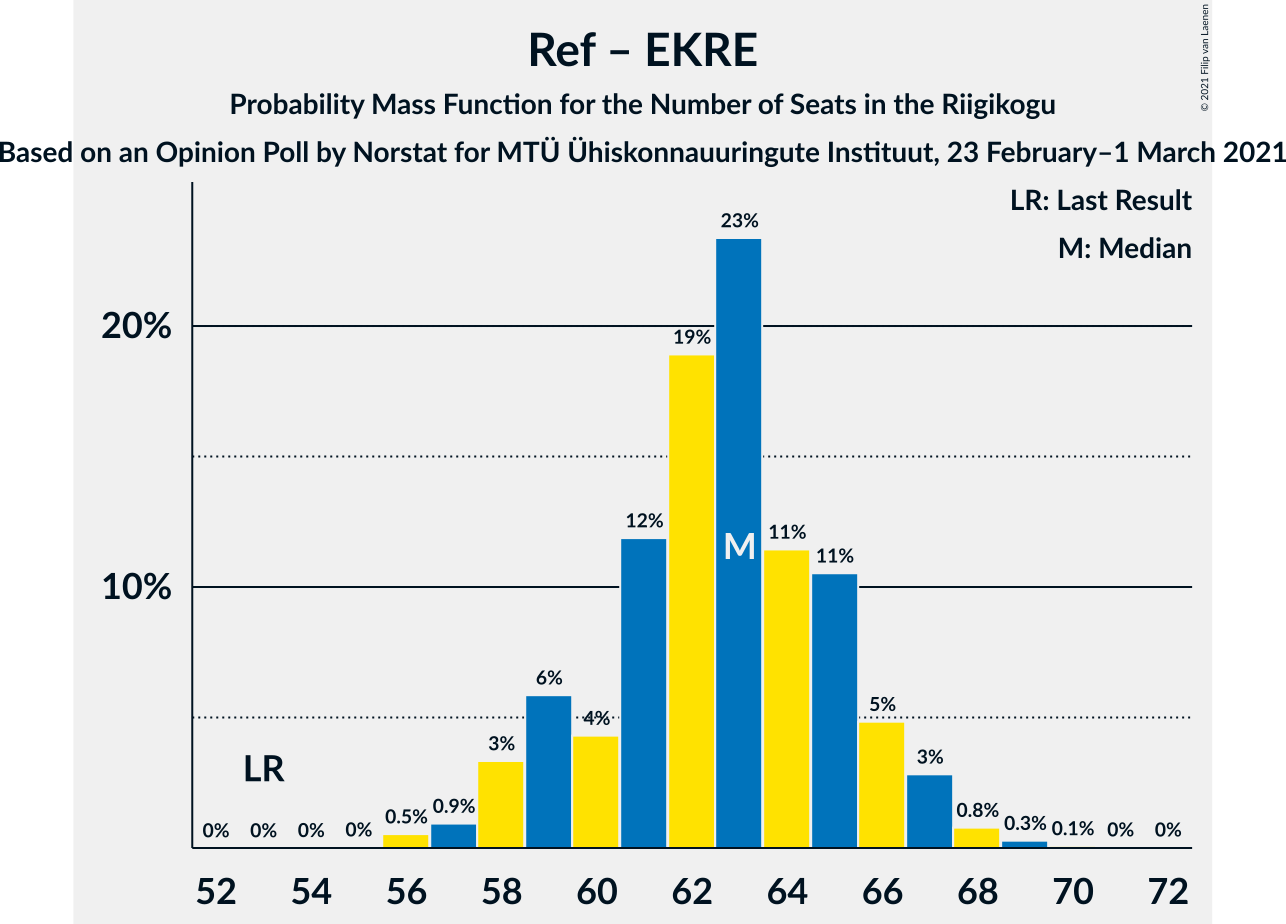 Ref – EKRE
Probability Mass Function for the Number of Seats in the Riigikogu
Based on an Opinion Poll by Norstat for MTÜ Ühiskonnauuringute Instituut, 23 February–1 March 2021
© 2021 Filip van Laenen
LR: Last Result
M: Median
23%
20%
19%
12%
M
11%
11%
10%
6%
4%
5%
3%
3%
LR
0%
0%
0%
0%
0.5%
0.9%
0.8%
0.3%
0.1%
0%
0%
52 54 56 58 60 62 64 66 68 70 72